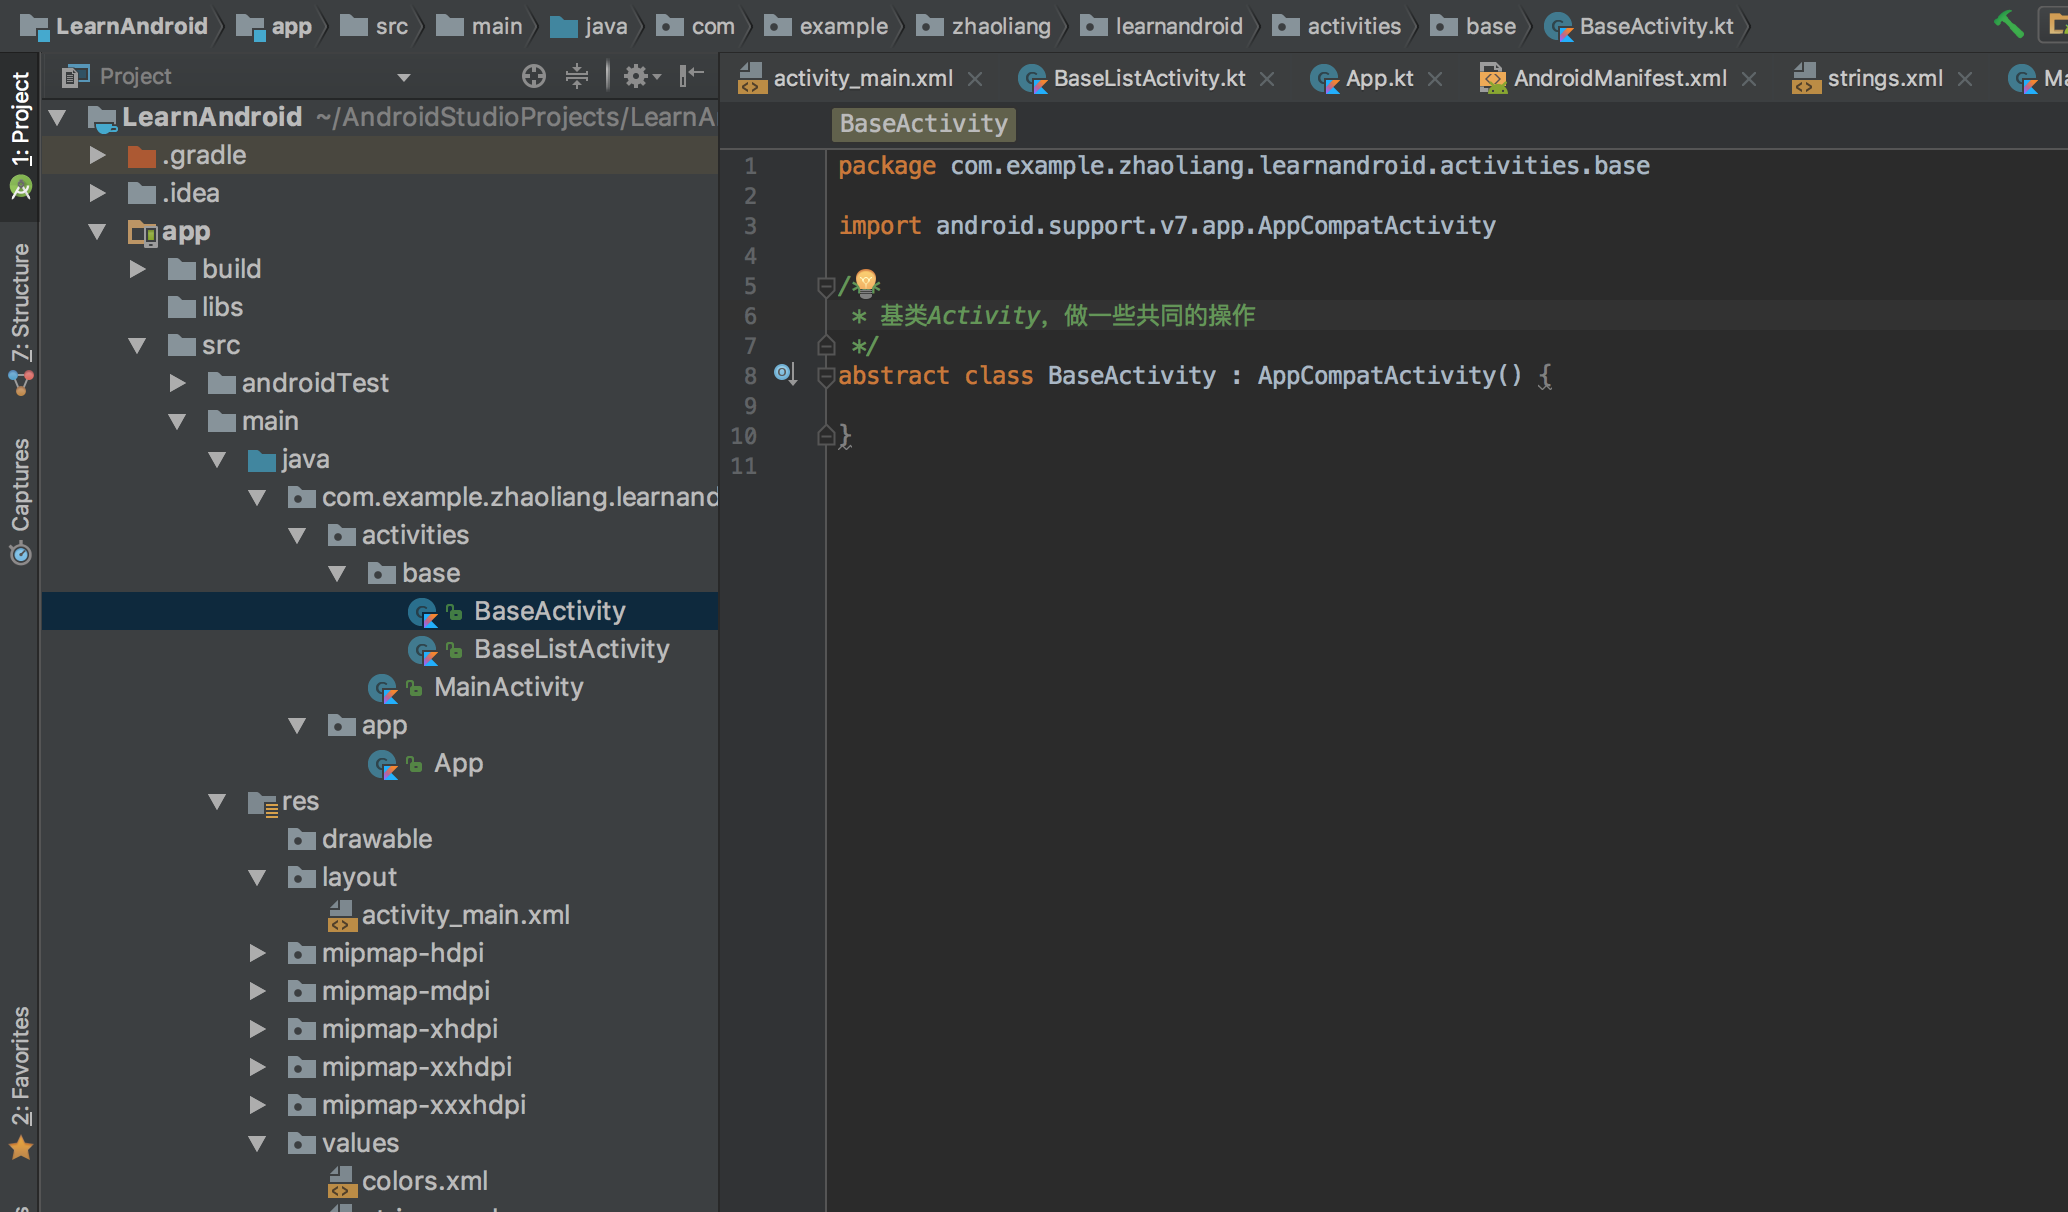 LearnAndroid app src main java com example zhaoliang learnandroid activities base BaseActivity.kt
1: Project
7: Structure
Captures
2: Favorites
Project
LearnAndroid ~/AndroidStudioProjects/LearnA
.gradle
.idea
app
build
libs
src
androidTest
main
java
com.example.zhaoliang.learnand
activities
base
BaseActivity
BaseListActivity
MainActivity
app
App
res
drawable
layout
activity_main.xml
mipmap-hdpi
mipmap-mdpi
mipmap-xhdpi
mipmap-xxhdpi
mipmap-xxxhdpi
values
colors.xml
activity_main.xml BaseListActivity.kt App.kt AndroidManifest.xml strings.xml Ma
BaseActivity
1 package com.example.zhaoliang.learnandroid.activities.base
2
3 import android.support.v7.app.AppCompatActivity
4
5 /**
6 * 基类Activity，做一些共同的操作
7 */
8 abstract class BaseActivity : AppCompatActivity() {
9
10 }
11